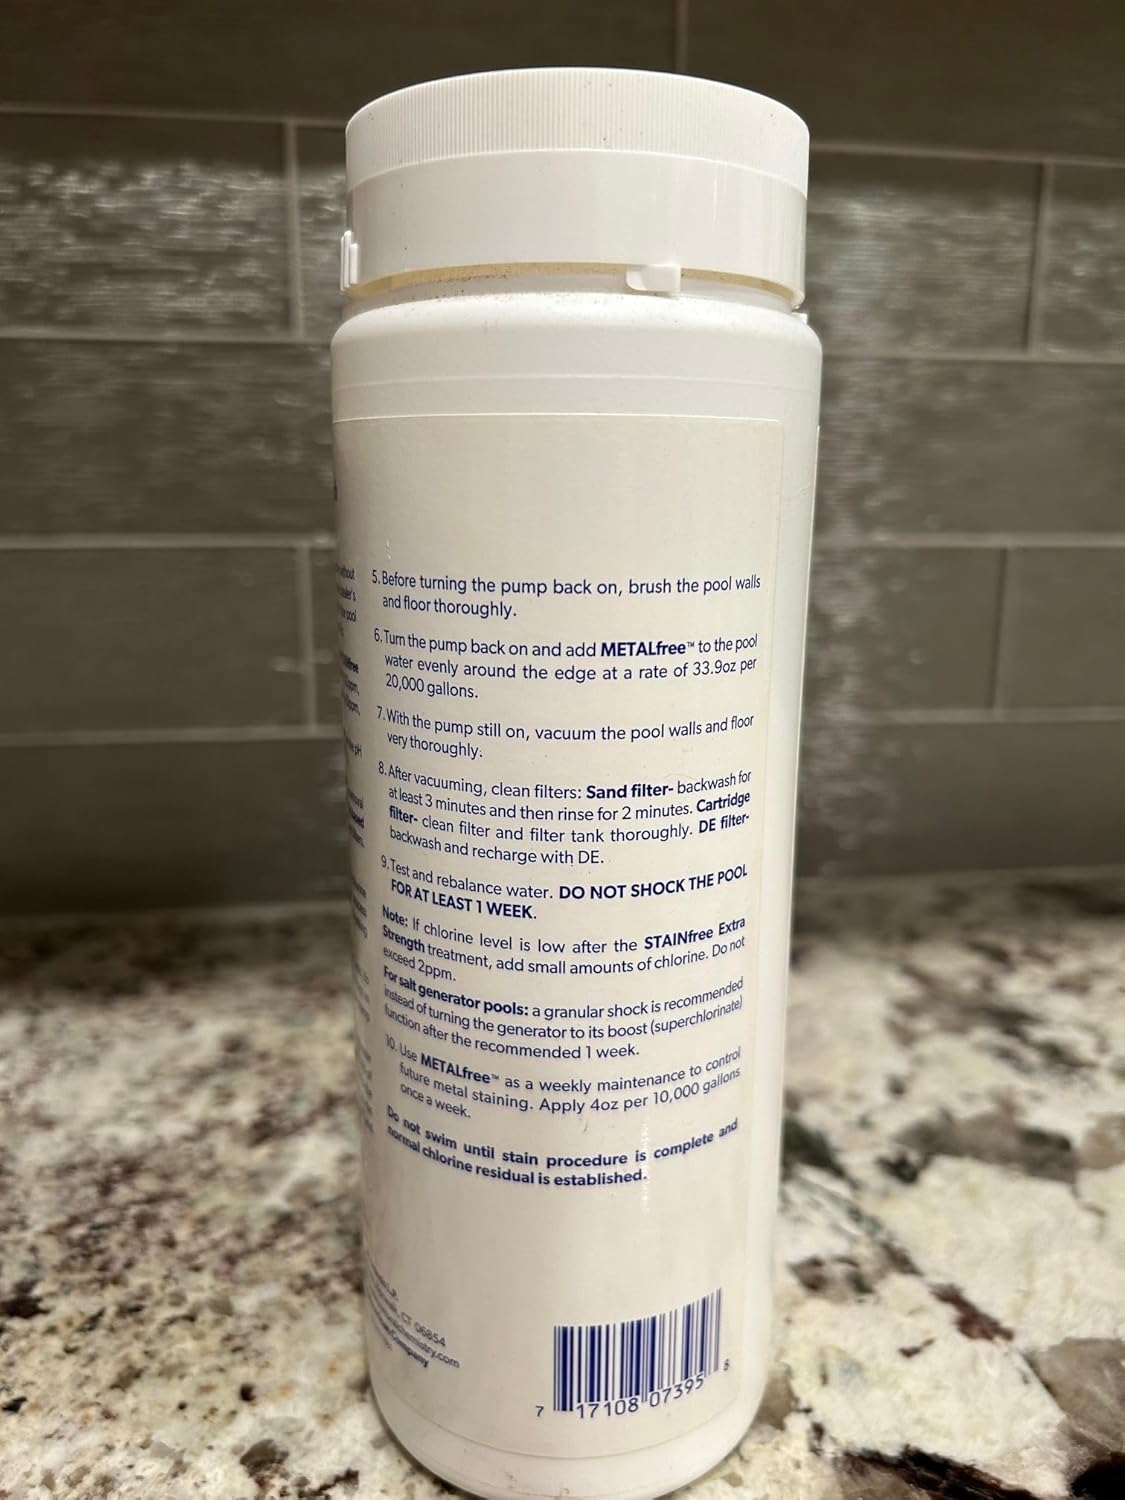 5. Before turning the pump back on, brush the pool walls
and floor thoroughly.
6. Turn the pump back on and add METALfree™ to the pool
water evenly around the edge at a rate of 33.9oz per
20,000 gallons.
7. With the pump still on, vacuum the pool walls and floor
very thoroughly.
8. After vacuuming, clean filters: Sand filter- backwash for
at least 3 minutes and then rinse for 2 minutes. Cartridge
filter- clean filter and filter tank thoroughly. DE filter-
backwash and recharge with DE.
9. Test and rebalance water. DO NOT SHOCK THE POOL
FOR AT LEAST 1 WEEK.
Note: If chlorine level is low after the STAINfree Extra
Strength treatment, add small amounts of chlorine. Do not
exceed 2ppm.
For salt generator pools: a granular shock is recommended
instead of turning the generator to its boost (superchlorinate)
function after the recommended 1 week.
10. Use METALfree™ as a weekly maintenance to control
future metal staining. Apply 4oz per 10,000 gallons
once a week.
Do not swim until stain procedure is complete and
normal chlorine residual is established.
CT 06854
Company
7 17108 07395 8